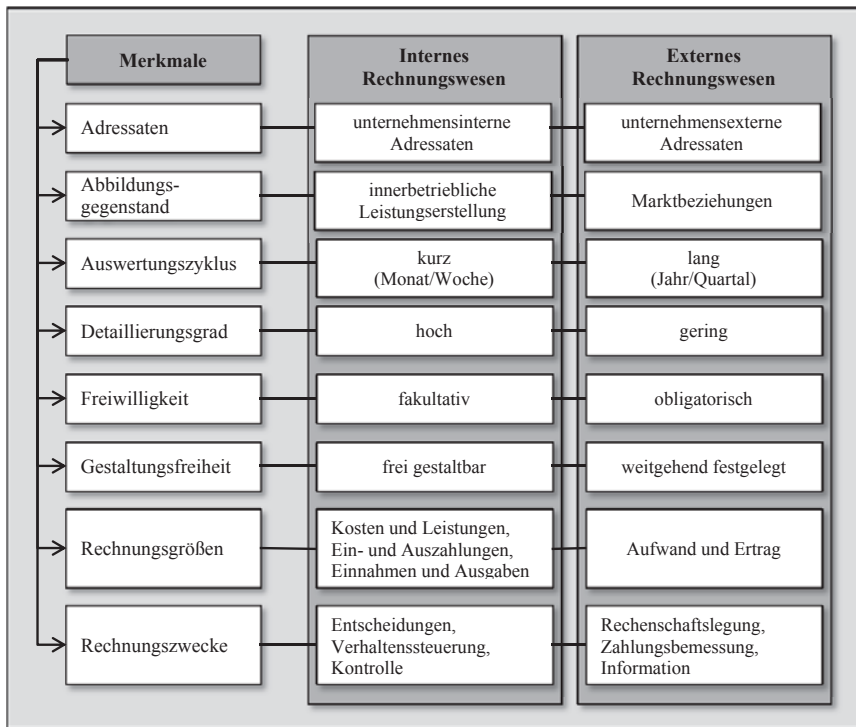 Merkmale
Internes
Rechnungswesen
Externes
Rechnungswesen
Adressaten
unternehmensinterne
Adressaten
unternehmensexterne
Adressaten
Abbildungs-
gegenstand
innerbetriebliche
Leistungserstellung
Marktbeziehungen
Auswertungszyklus
kurz
(Monat/Woche)
lang
(Jahr/Quartal)
Detaillierungsgrad
hoch
gering
Freiwilligkeit
fakultativ
obligatorisch
Gestaltungsfreiheit
frei gestaltbar
weitgehend festgelegt
Rechnungsgrößen
Kosten und Leistungen,
Ein- und Auszahlungen,
Einnahmen und Ausgaben
Aufwand und Ertrag
Rechnungszwecke
Entscheidungen,
Verhaltenssteuerung,
Kontrolle
Rechenschaftslegung,
Zahlungsbemessung,
Information